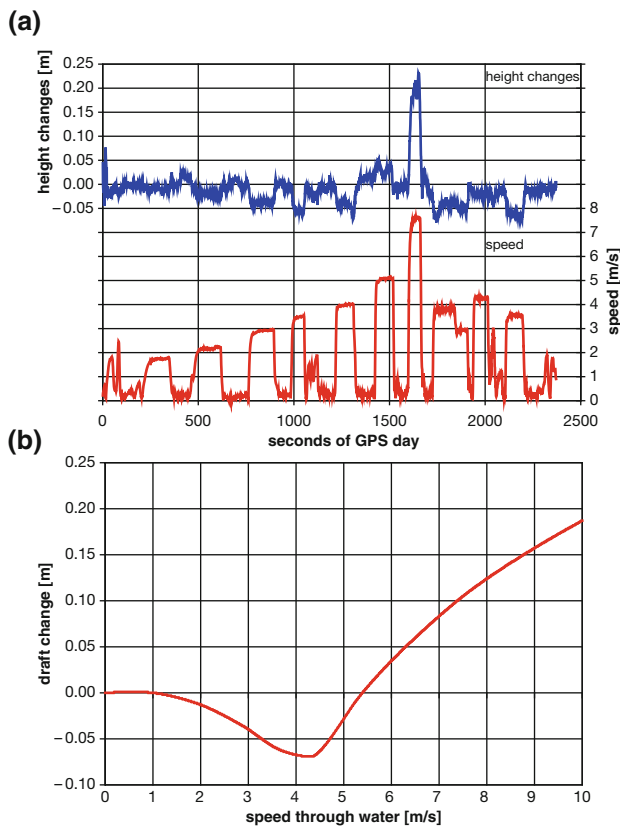 (a)
height changes [m]
0.25
0.20
0.15
0.10
0.05
0.00
−0.05
height changes
speed
8
7
6
5
4
3
2
1
0
speed [m/s]
0 500 1000 1500 2000 2500
seconds of GPS day
(b)
draft change [m]
0.25
0.20
0.15
0.10
0.05
0.00
−0.05
−0.10
0 1 2 3 4 5 6 7 8 9 10
speed through water [m/s]